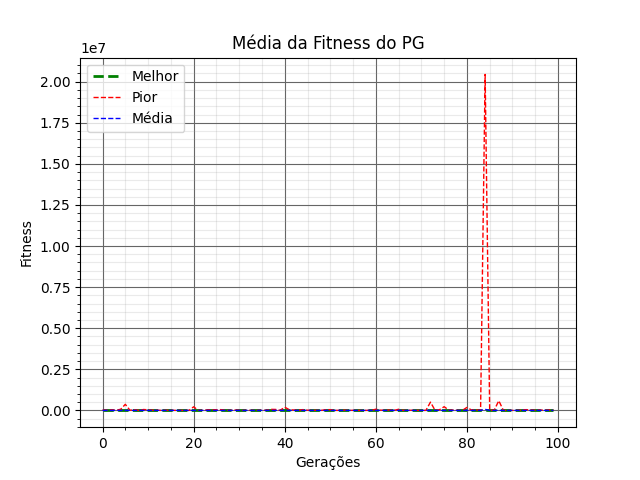 Média da Fitness do PG
1e7
Melhor
Pior
Média
2.00
1.75
1.50
1.25
1.00
0.75
0.50
0.25
0.00
Fitness
0 20 40 60 80 100
Gerações